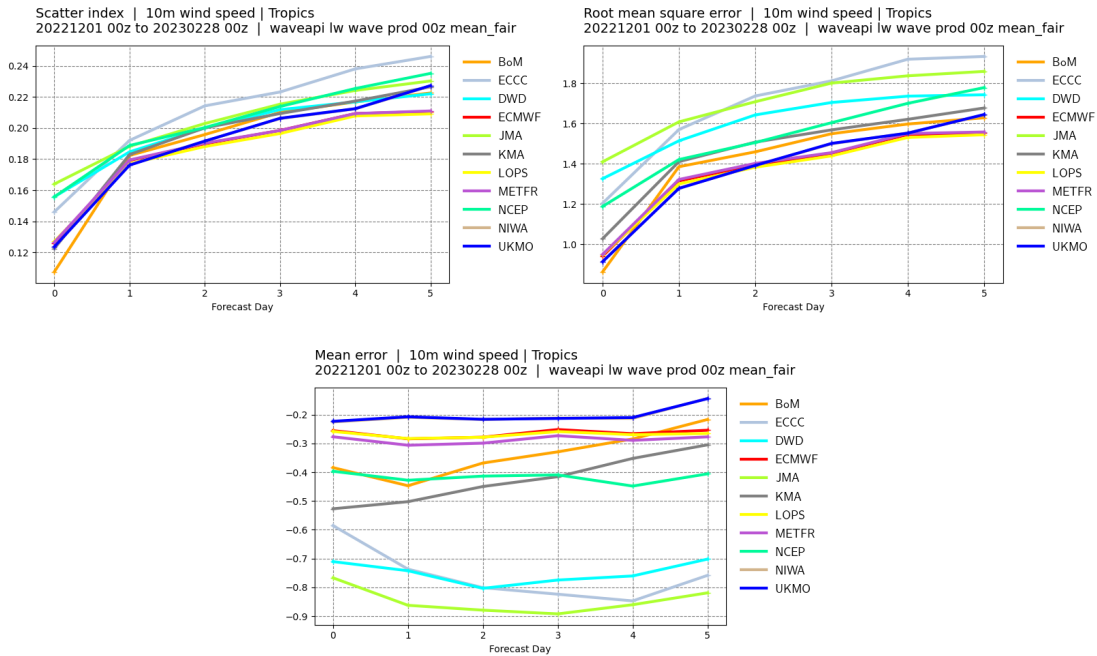 Scatter index | 10m wind speed | Tropics
20221201 00z to 20230228 00z | waveapi lw wave prod 00z mean_fair
0.24
0.22
0.20
0.18
0.16
0.14
0.12
0 1 2 3 4 5
Forecast Day
BoM
ECCC
DWD
ECMWF
JMA
KMA
LOPS
METFR
NCEP
NIWA
UKMO
Root mean square error | 10m wind speed | Tropics
20221201 00z to 20230228 00z | waveapi lw wave prod 00z mean_fair
1.8
1.6
1.4
1.2
1.0
0 1 2 3 4 5
Forecast Day
BoM
ECCC
DWD
ECMWF
JMA
KMA
LOPS
METFR
NCEP
NIWA
UKMO
Mean error | 10m wind speed | Tropics
20221201 00z to 20230228 00z | waveapi lw wave prod 00z mean_fair
−0.2
−0.3
−0.4
−0.5
−0.6
−0.7
−0.8
−0.9
0 1 2 3 4 5
Forecast Day
BoM
ECCC
DWD
ECMWF
JMA
KMA
LOPS
METFR
NCEP
NIWA
UKMO